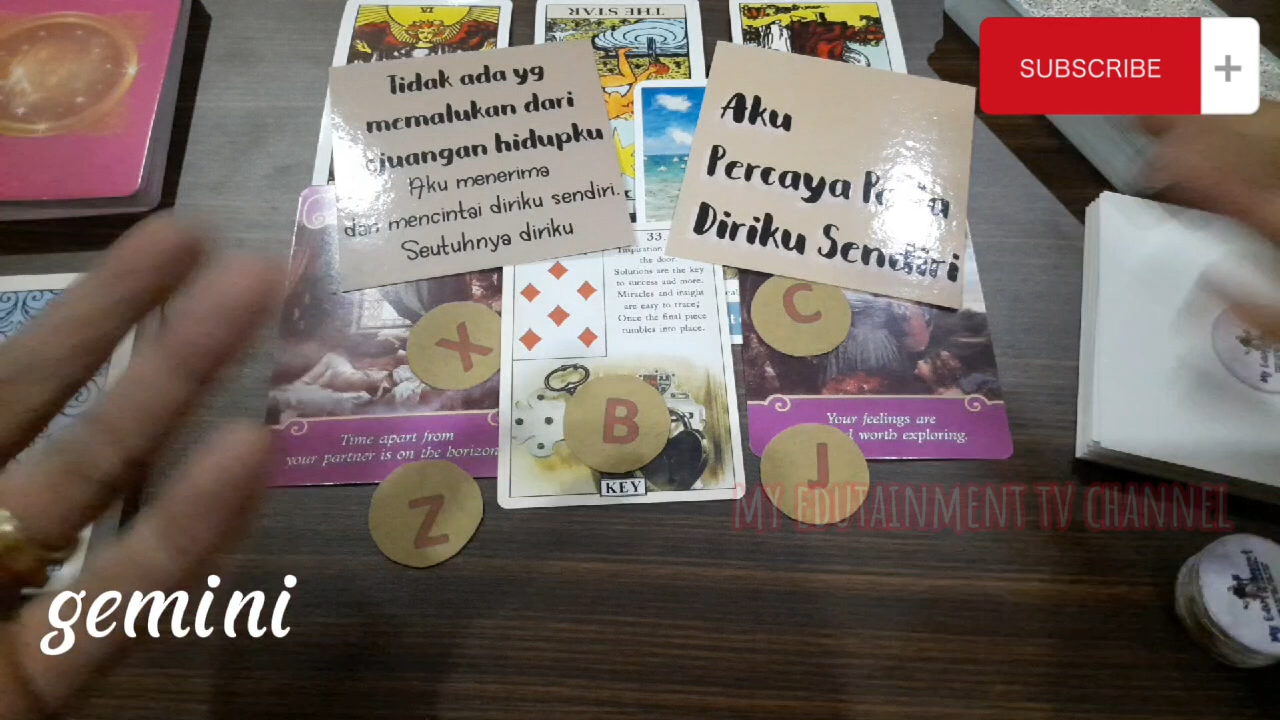 SUBSCRIBE
VI
THE STAR
Tidak ada yg
memalukan dari
hidupku
Aku menerima
dan mencintai diriku sendiri.
Seutuhnya diriku
Aku
Percaya
Diriku Sendiri
33
Inspiration
the door.
Solutions are the key
to success and more.
Miracles and insight
are easy to trace;
Once the final piece
tumbles into place.
X
C
B
Z
J
KEY
Time apart from
your partner is on the horizon
Your feelings are
worth exploring.
MY EDUTAINMENT TV CHANNEL
gemini